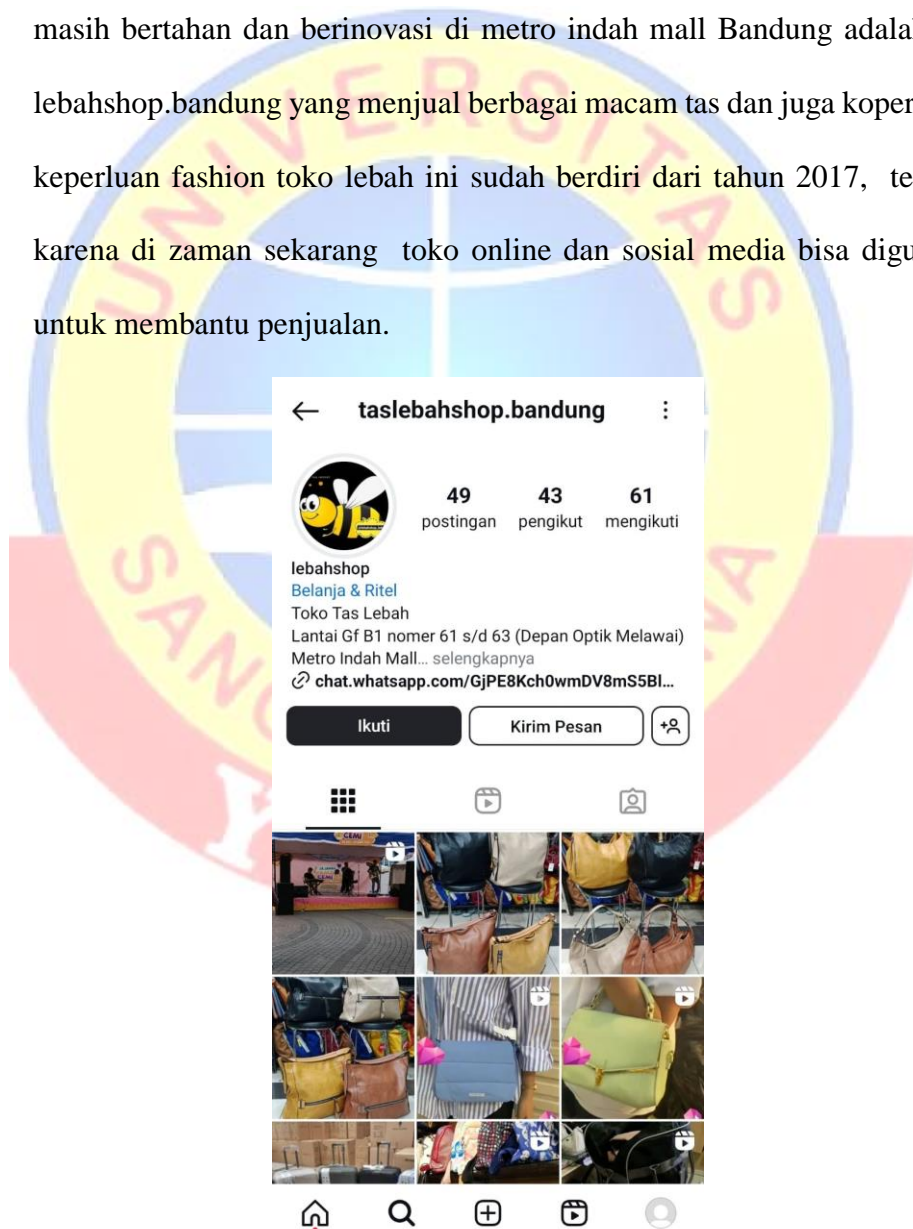 masih bertahan dan berinovasi di metro indah mall Bandung adalah
lebahshop.bandung yang menjual berbagai macam tas dan juga koper
keperluan fashion toko lebah ini sudah berdiri dari tahun 2017, te
karena di zaman sekarang toko online dan sosial media bisa digu
untuk membantu penjualan.
UNIVERSITAS
SANG
NA
Y
taslebahshop.bandung
49 43 61
postingan pengikut mengikuti
lebahshop
Belanja & Ritel
Toko Tas Lebah
Lantai Gf B1 nomer 61 s/d 63 (Depan Optik Melawai)
Metro Indah Mall... selengkapnya
chat.whatsapp.com/GjPE8Kch0wmDV8mS5Bl...
Ikuti Kirim Pesan